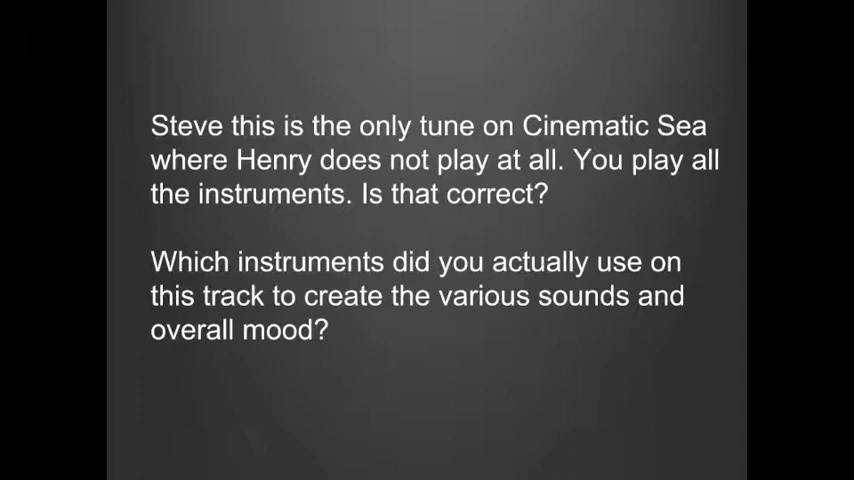 Steve this is the only tune on Cinematic Sea
where Henry does not play at all. You play all
the instruments. Is that correct?
Which instruments did you actually use on
this track to create the various sounds and
overall mood?